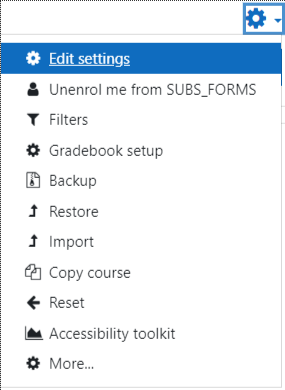 Edit settings
Unenrol me from SUBS_FORMS
Filters
Gradebook setup
Backup
Restore
Import
Copy course
Reset
Accessibility toolkit
More...